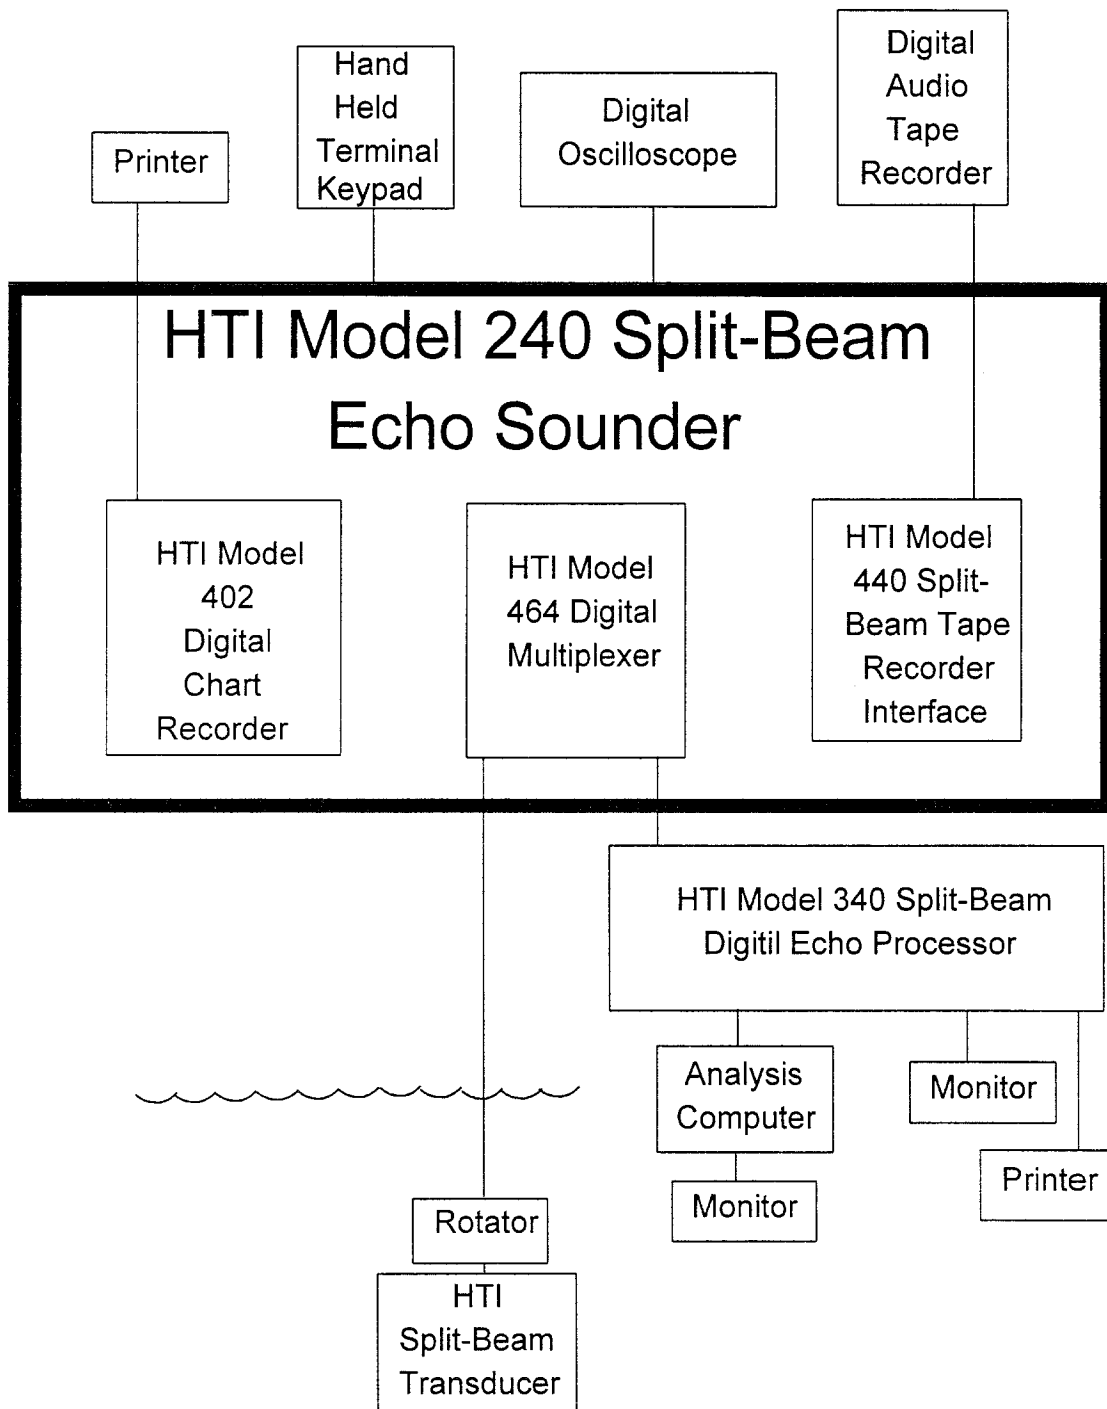 Printer
Hand
Held
Terminal
Keypad
Digital
Oscilloscope
Digital
Audio
Tape
Recorder
HTI Model 240 Split-Beam
Echo Sounder
HTI Model
402
Digital
Chart
Recorder
HTI Model
464 Digital
Multiplexer
HTI Model
440 Split-
Beam Tape
Recorder
Interface
HTI Model 340 Split-Beam
Digitil Echo Processor
Analysis
Computer
Monitor
Monitor
Printer
Rotator
HTI
Split-Beam
Transducer